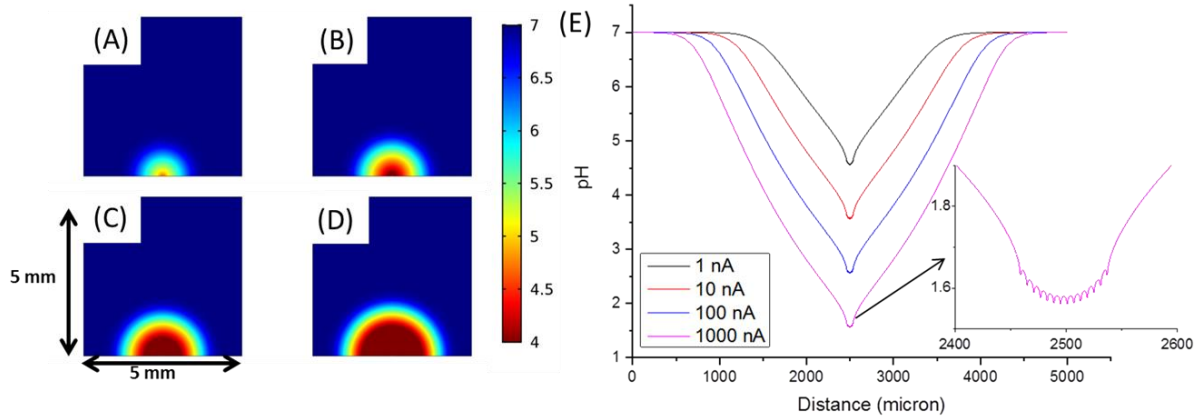 (A)
(B)
7
6.5
6
5.5
5
4.5
4
(C)
(D)
5 mm
5 mm
(E)
7
6
5
4
3
2
1
pH
1 nA
10 nA
100 nA
1000 nA
0
1000
2000
3000
4000
5000
Distance (micron)
1.8
1.6
2400
2500
2600